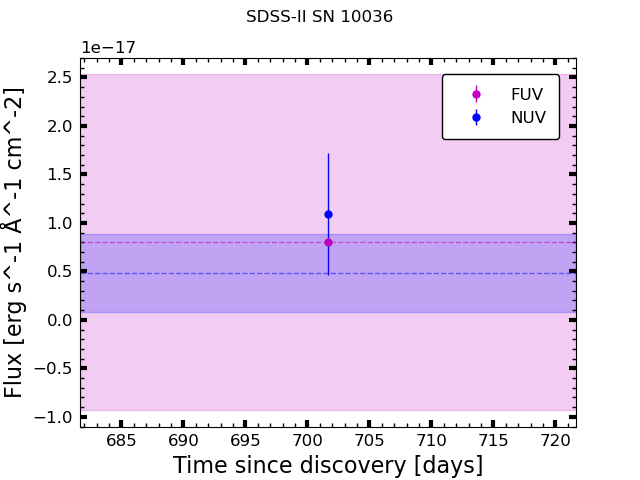 SDSS-II SN 10036
1e−17
FUV
NUV
2.5
2.0
1.5
1.0
0.5
0.0
−0.5
−1.0
Flux [erg s^-1 Å^-1 cm^-2]
685 690 695 700 705 710 715 720
Time since discovery [days]